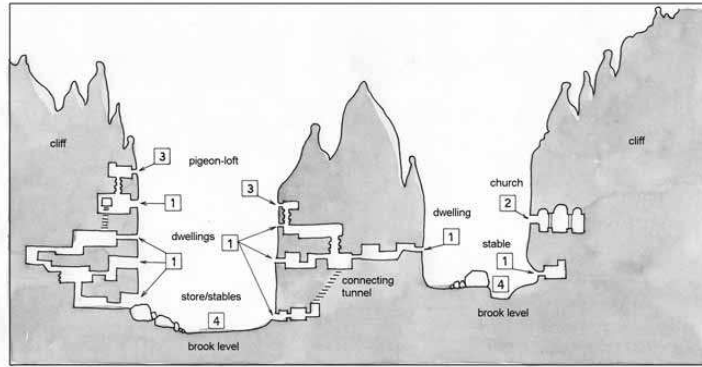 cliff
3
pigeon-loft
1
3
dwellings
1
1
store/stables
4
brook level
connecting
tunnel
dwelling
1
church
2
stable
1
4
brook level
cliff